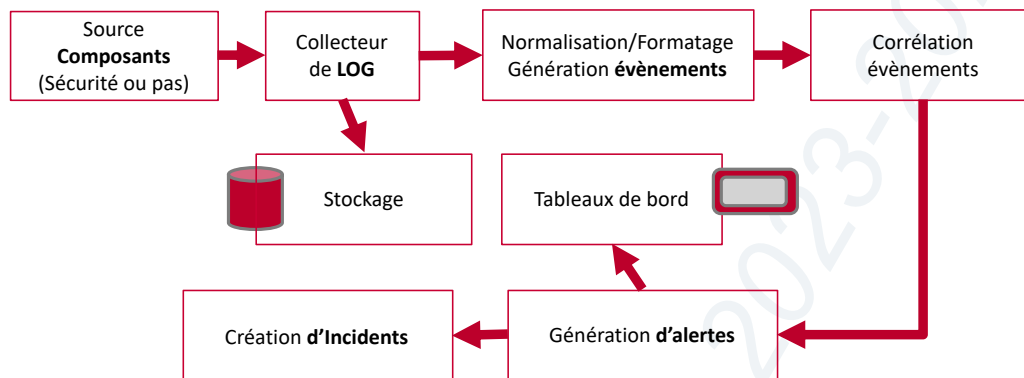 Source
Composants
(Sécurité ou pas)
Collecteur
de LOG
Normalisation/Formatage
Génération évènements
Corrélation
évènements
Stockage
Tableaux de bord
Création d'Incidents
Génération d'alertes